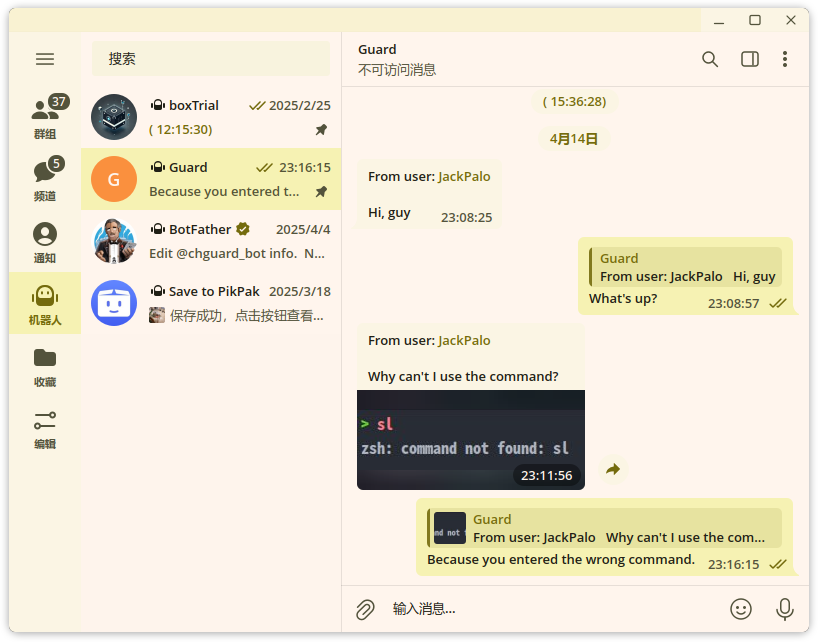 搜索
37
群组
5
频道
通知
机器人
收藏
编辑
boxTrial 2025/2/25
( 12:15:30)
G
Guard 23:16:15
Because you entered t...
BotFather 2025/4/4
Edit @chguard_bot info. N...
Save to PikPak 2025/3/18
保存成功，点击按钮查看...
Guard
不可访问消息
( 15:36:28)
4月14日
From user: JackPalo
Hi, guy 23:08:25
Guard
From user: JackPalo Hi, guy
What's up? 23:08:57
From user: JackPalo
Why can't I use the command?
> sl
zsh: command not found: sl
23:11:56
Guard
From user: JackPalo Why can't I use the com...
Because you entered the wrong command. 23:16:15
输入消息...